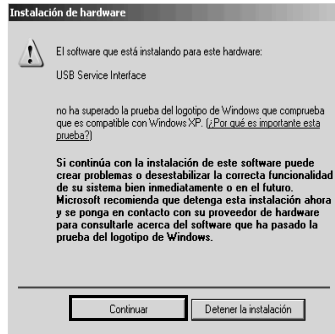 Instalación de hardware
El software que está instalando para este hardware:
USB Service Interface
no ha superado la prueba del logotipo de Windows que comprueba
que es compatible con Windows XP. (¿Por qué es importante esta
prueba?)
Si continúa con la instalación de este software puede
crear problemas o desestabilizar la correcta funcionalidad
de su sistema bien inmediatamente o en el futuro.
Microsoft recomienda que detenga esta instalación ahora
y se ponga en contacto con su proveedor de hardware
para consultarle acerca del software que ha pasado la
prueba del logotipo de Windows.
Continuar
Detener la instalación